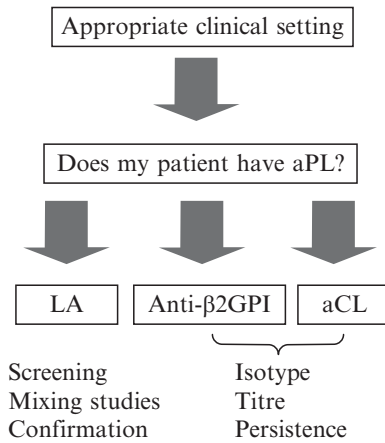 Appropriate clinical setting
Does my patient have aPL?
LA
Anti-β2GPI
aCL
Screening
Mixing studies
Confirmation
Isotype
Titre
Persistence